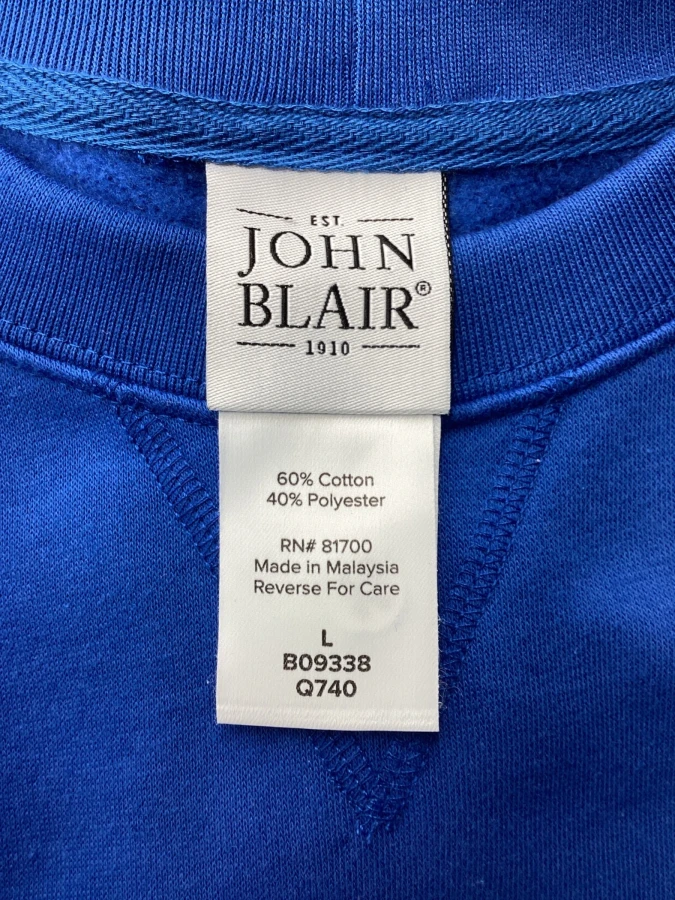 EST.
JOHN
BLAIR®
1910
60% Cotton
40% Polyester
RN# 81700
Made in Malaysia
Reverse For Care
L
B09338
Q740